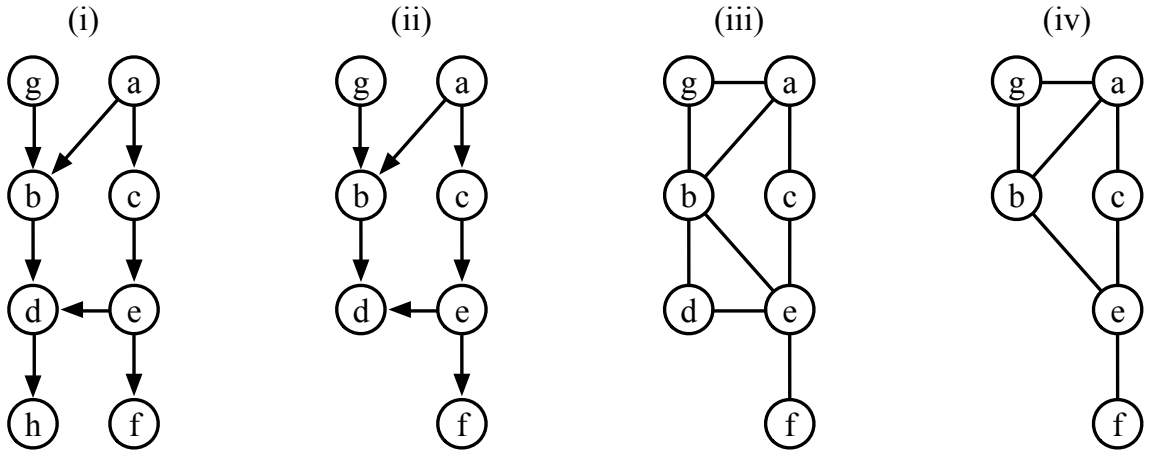 (i) (ii) (iii) (iv)
g a g a g a g a
b c b c b c b c
d e d e d e e
h f f f f